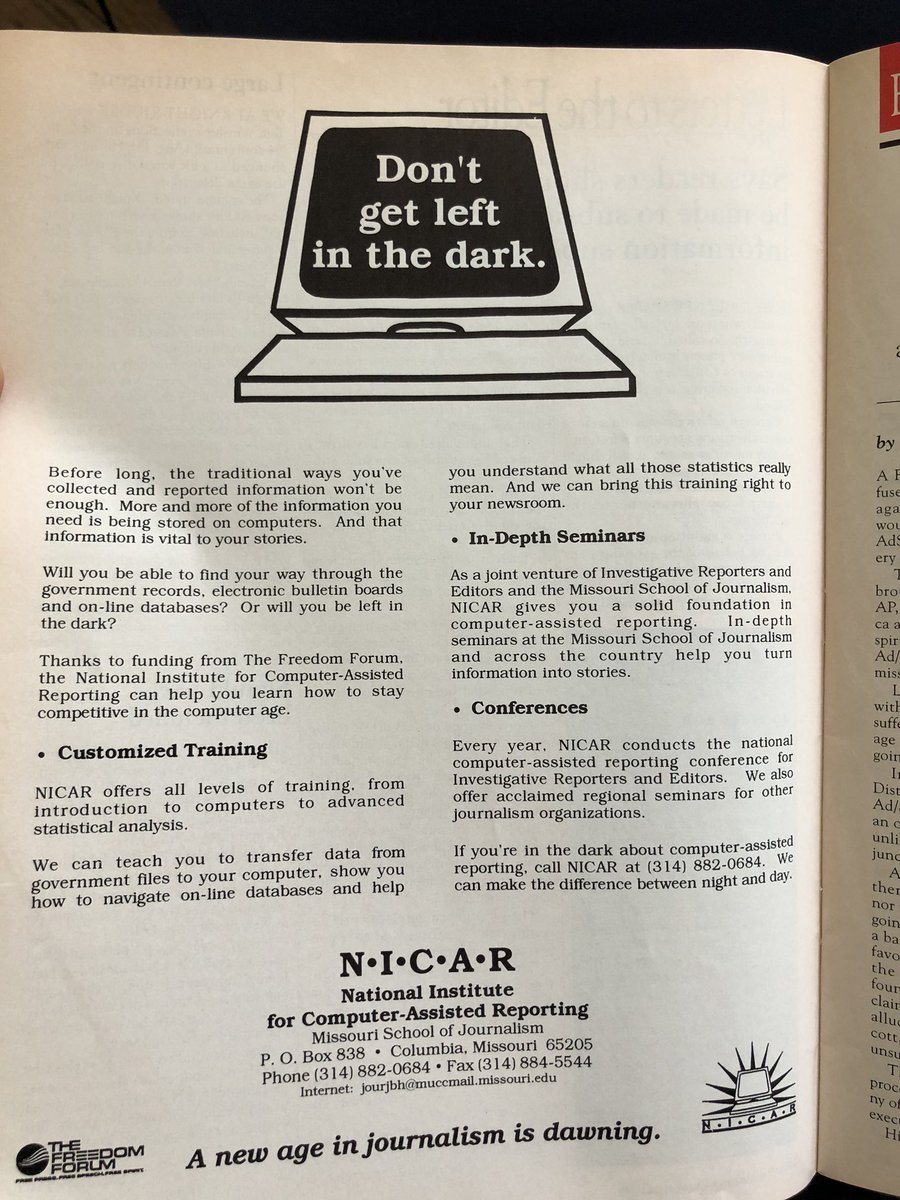 Don't
get left
in the dark.
Before long, the traditional ways you've
collected and reported information won't be
enough. More and more of the information you
need is being stored on computers. And that
information is vital to your stories.
Will you be able to find your way through the
government records, electronic bulletin boards
and on-line databases? Or will you be left in
the dark?
Thanks to funding from The Freedom Forum,
the National Institute for Computer-Assisted
Reporting can help you learn how to stay
competitive in the computer age.
• Customized Training
NICAR offers all levels of training, from
introduction to computers to advanced
statistical analysis.
We can teach you to transfer data from
government files to your computer, show you
how to navigate on-line databases and help
you understand what all those statistics really
mean. And we can bring this training right to
your newsroom.
• In-Depth Seminars
As a joint venture of Investigative Reporters and
Editors and the Missouri School of Journalism,
NICAR gives you a solid foundation in
computer-assisted reporting. In-depth
seminars at the Missouri School of Journalism
and across the country help you turn
information into stories.
• Conferences
Every year, NICAR conducts the national
computer-assisted reporting conference for
Investigative Reporters and Editors. We also
offer acclaimed regional seminars for other
journalism organizations.
If you're in the dark about computer-assisted
reporting, call NICAR at (314) 882-0684. We
can make the difference between night and day.
N•I•C•A•R
National Institute
for Computer-Assisted Reporting
Missouri School of Journalism
P. O. Box 838 • Columbia, Missouri 65205
Phone (314) 882-0684 • Fax (314) 884-5544
Internet: jourjbh@muccmail.missouri.edu
N•I•C•A•R
A new age in journalism is dawning.
THE
FREEDOM
FORUM
FREE PRESS. FREE SPEECH. FREE SPIRIT.
by